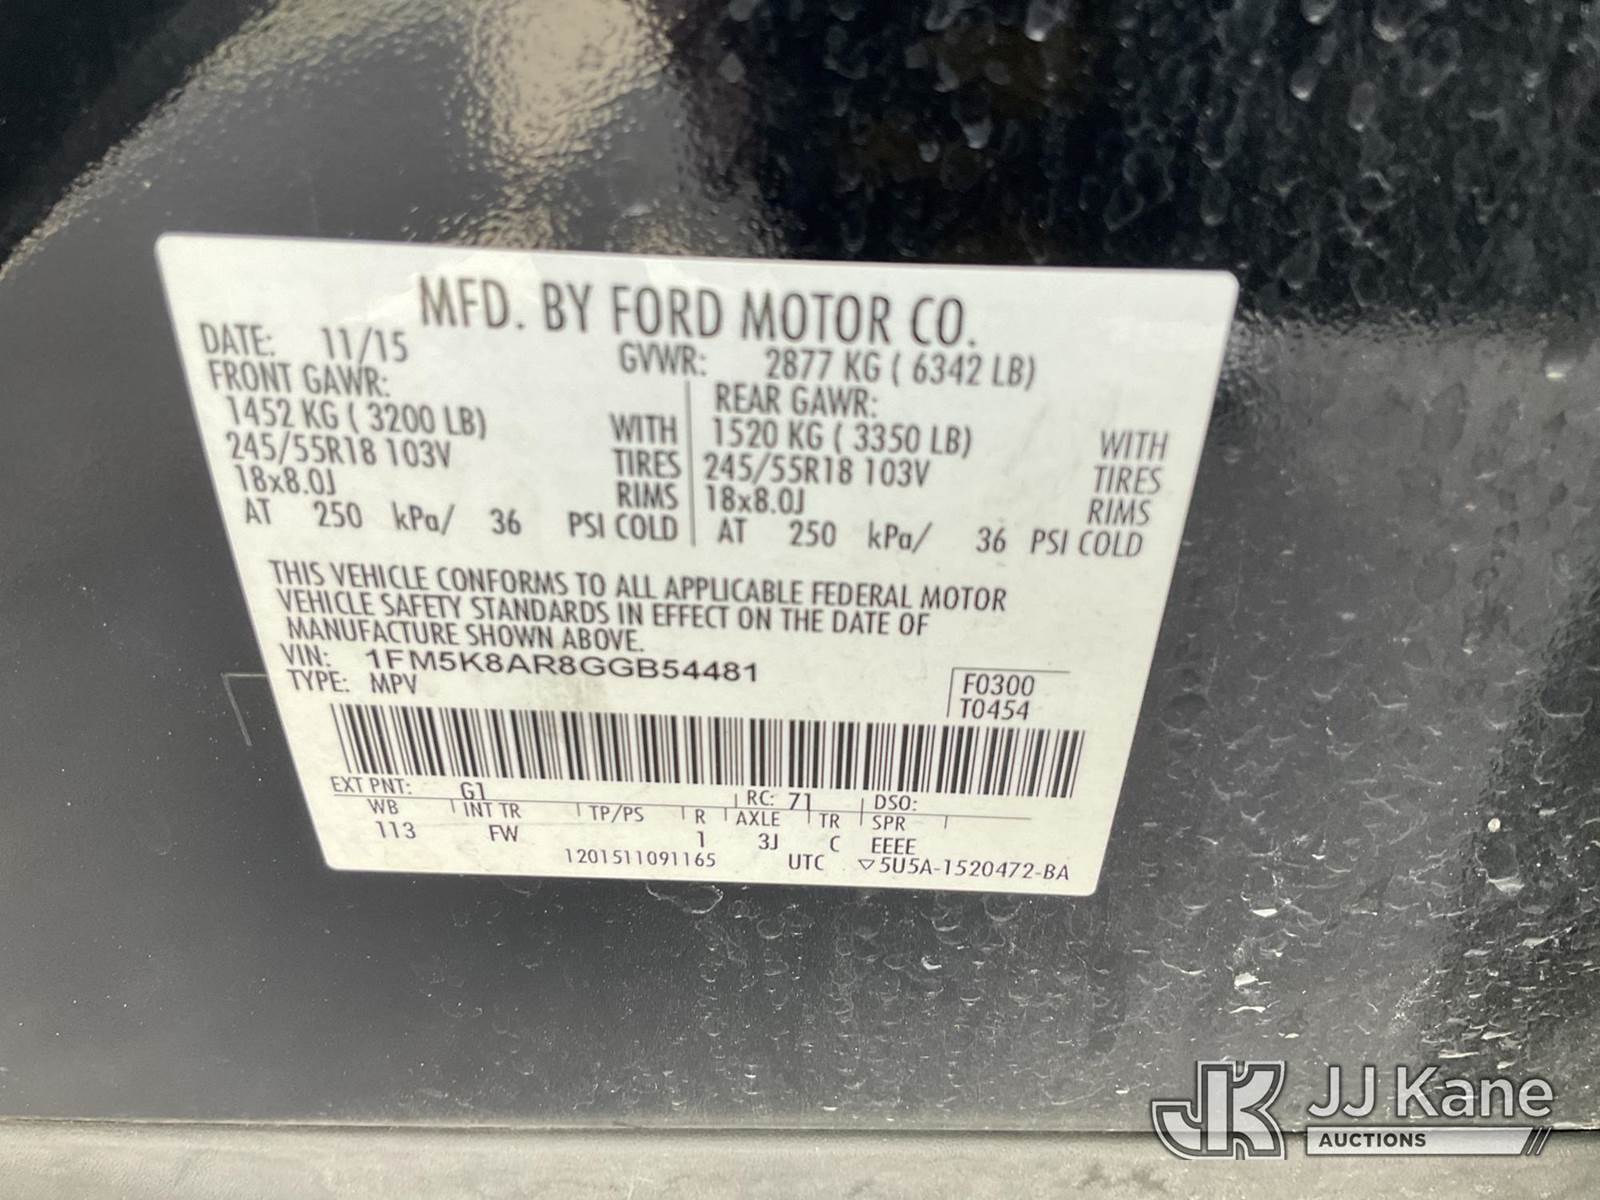 MFD. BY FORD MOTOR CO.
DATE: 11/15 GVWR: 2877 KG ( 6342 LB)
FRONT GAWR: REAR GAWR:
1452 KG ( 3200 LB) WITH 1520 KG ( 3350 LB) WITH
245/55R18 103V TIRES 245/55R18 103V TIRES
18x8.0J RIMS 18x8.0J RIMS
AT 250 kPa/ 36 PSI COLD AT 250 kPa/ 36 PSI COLD
THIS VEHICLE CONFORMS TO ALL APPLICABLE FEDERAL MOTOR
VEHICLE SAFETY STANDARDS IN EFFECT ON THE DATE OF
MANUFACTURE SHOWN ABOVE.
VIN: 1FM5K8AR8GGB54481
TYPE: MPV
F0300
T0454
EXT PNT: G1 RC: 71 DSO:
WB INT TR TP/PS R AXLE TR SPR
113 FW 1 3J C EEEE
1201511091165 UTC ▽5U5A-1520472-BA
JK JJ Kane
AUCTIONS